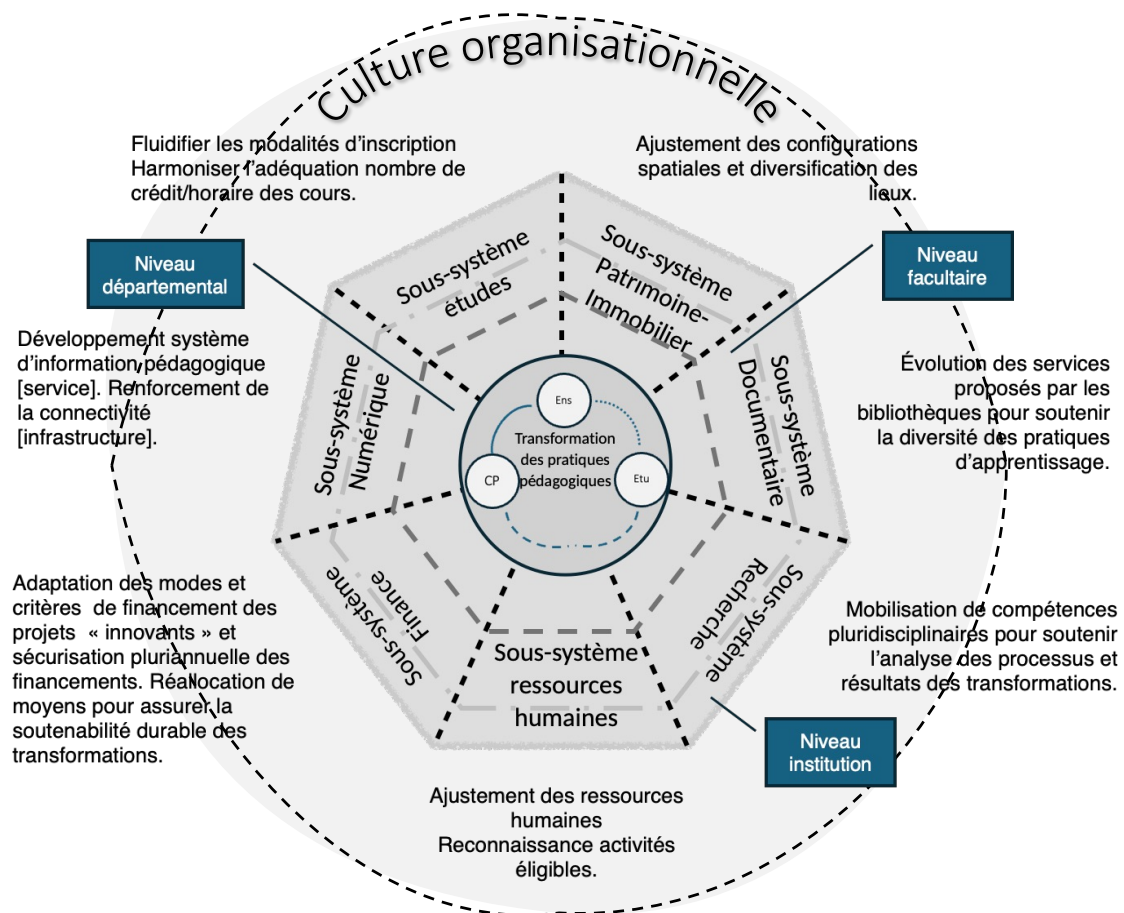 Culture organisationnelle
Fluidifier les modalités d’inscription
Harmoniser l’adéquation nombre de
crédit/horaire des cours.
Ajustement des configurations
spatiales et diversification des
lieux.
Niveau
départemental
Niveau
facultaire
Sous-système
études
Sous-système
Patrimoine-
Immobilier
Développement système
d’information pédagogique
[service]. Renforcement de
la connectivité
[infrastructure].
Sous-système
Numérique
Sous-système
Documentaire
Évolution des services
proposés par les
bibliothèques pour soutenir
la diversité des pratiques
d’apprentissage.
Ens
Transformation
des pratiques
pédagogiques
CP
Etu
Adaptation des modes et
critères  de financement des
projets  « innovants » et
sécurisation pluriannuelle des
financements. Réallocation de
moyens pour assurer la
soutenabilité durable des
transformations.
Sous-système
Finance
Sous-système
ressources
humaines
Sous-système
Recherche
Mobilisation de compétences
pluridisciplinaires pour soutenir
l’analyse des processus et
résultats des transformations.
Niveau
institution
Ajustement des ressources
humaines
Reconnaissance activités
éligibles.